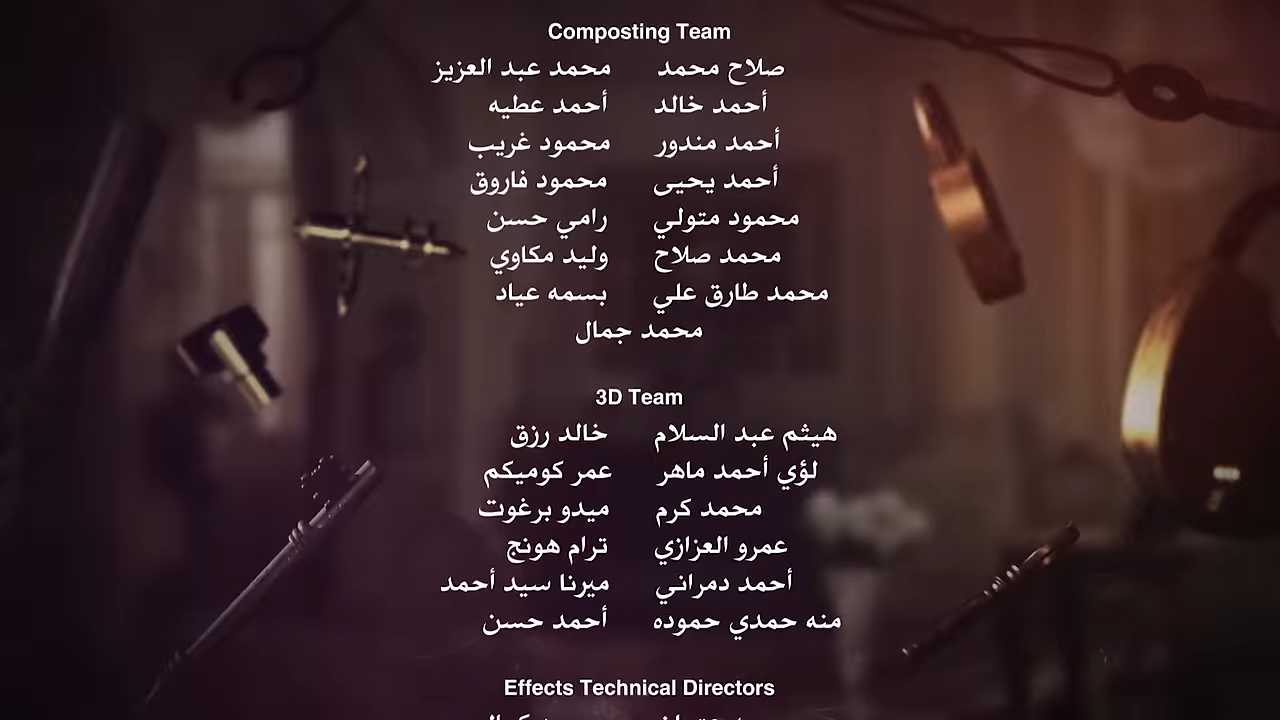 Composting Team
صلاح محمد محمد عبد العزيز
أحمد خالد أحمد عطيه
أحمد مندور محمود غريب
أحمد يحيى محمود فاروق
محمود متولي رامي حسن
محمد صلاح وليد مكاوي
محمد طارق علي بسمه عياد
محمد جمال
3D Team
هيثم عبد السلام خالد رزق
لؤي أحمد ماهر عمر كوميكم
محمد كرم ميدو برغوت
عمرو العزازي ترام هونج
أحمد دمراني ميرنا سيد أحمد
منه حمدي حموده أحمد حسن
Effects Technical Directors